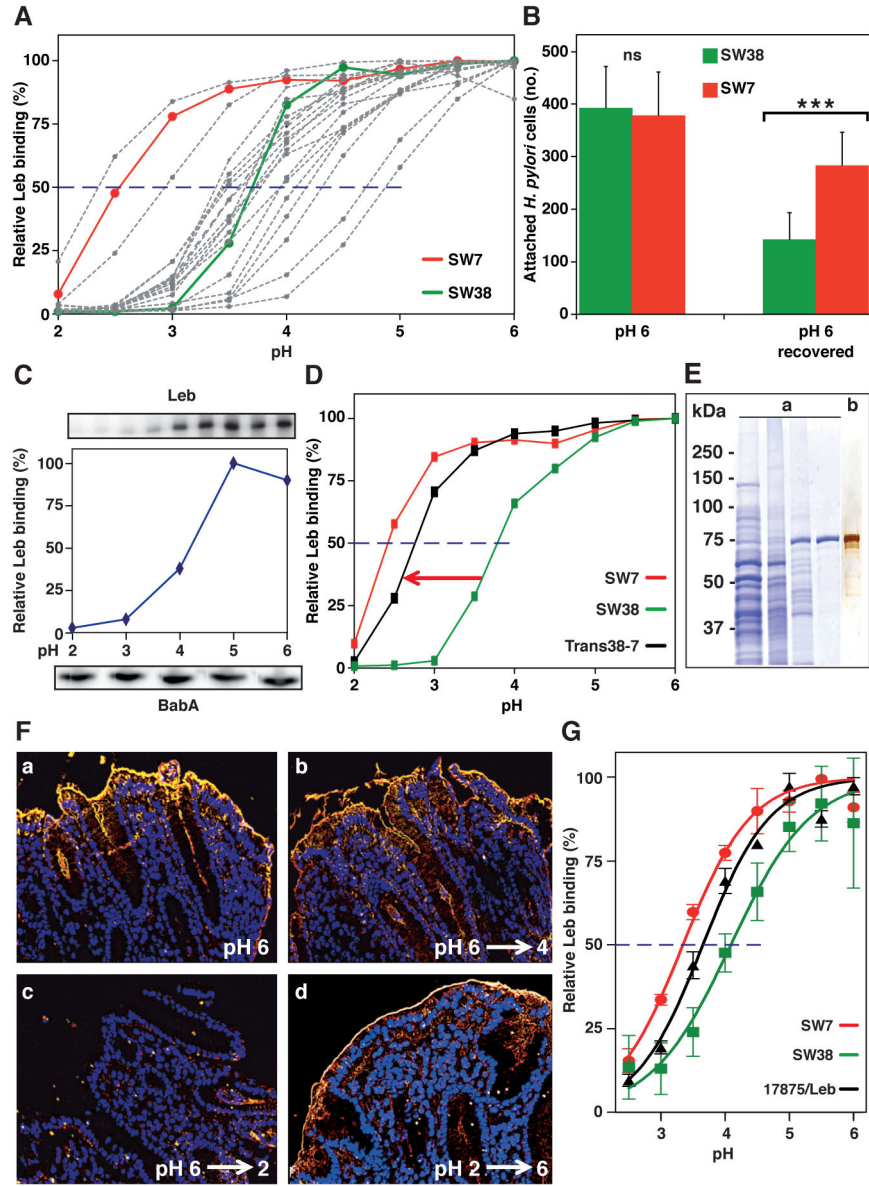 A
Relative Leb binding (%)
100
75
50
25
0
2 3 4 5 6
pH
SW7
SW38
B
Attached H. pylori cells (no.)
500
400
300
200
100
0
ns
SW38
SW7
***
pH 6
pH 6
recovered
C
Leb
Relative Leb binding (%)
100
75
50
25
0
pH 2 3 4 5 6
BabA
D
Relative Leb binding (%)
100
75
50
25
0
2 3 4 5 6
pH
SW7
SW38
Trans38-7
E
kDa a b
250 -
150 -
100 -
75 -
50 -
37 -
F
a
pH 6
b
pH 6 → 4
c
pH 6 → 2
d
pH 2 → 6
G
Relative Leb binding (%)
100
75
50
25
0
3 4 5 6
pH
SW7
SW38
17875/Leb